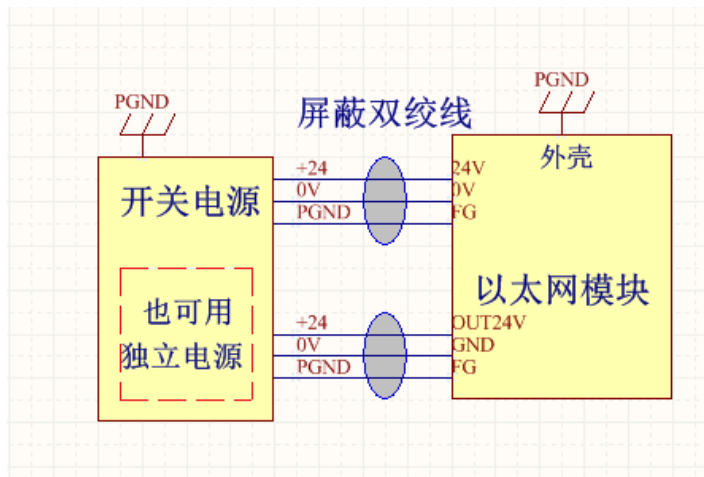 PGND
屏蔽双绞线
PGND
外壳
开关电源
+24
0V
PGND
24V
0V
FG
以太网模块
也可用
独立电源
+24
0V
PGND
OUT24V
GND
FG